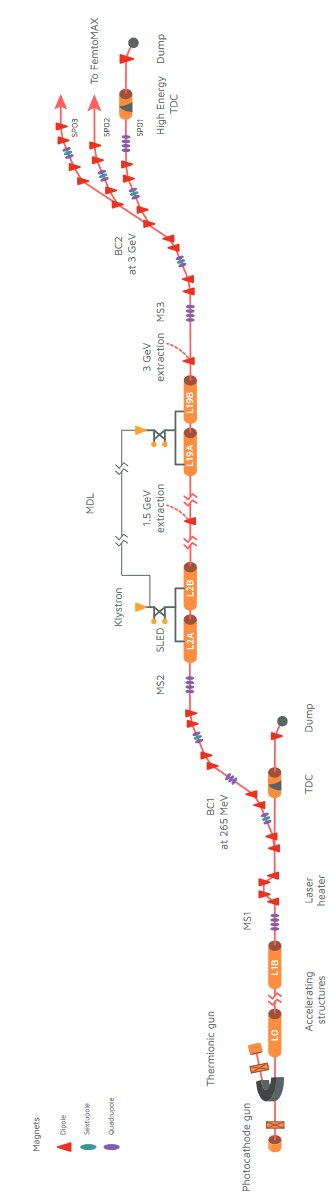 Magnets
Dipole
Sextupole
Quadrupole
Photocathode gun
Thermionic gun
L0
Accelerating
structures
L1B
MS1
Laser
heater
BC1
at 265 MeV
TDC
Dump
MS2
L2A
L2B
SLED
Klystron
MDL
1.5 GeV
extraction
L19A
L19B
3 GeV
extraction
MS3
BC2
at 3 GeV
SP03
SP02
SP01
To FemtoMAX
High Energy
TDC
Dump